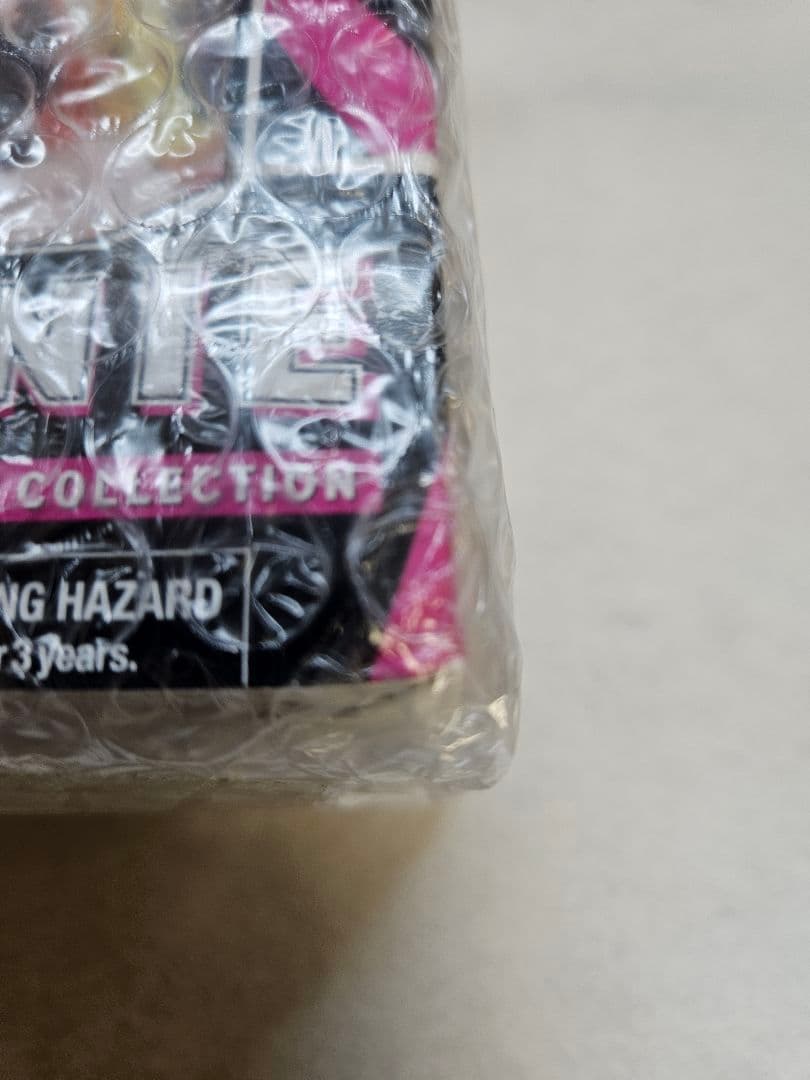 COLLECTION
NG HAZARD
r 3 years.